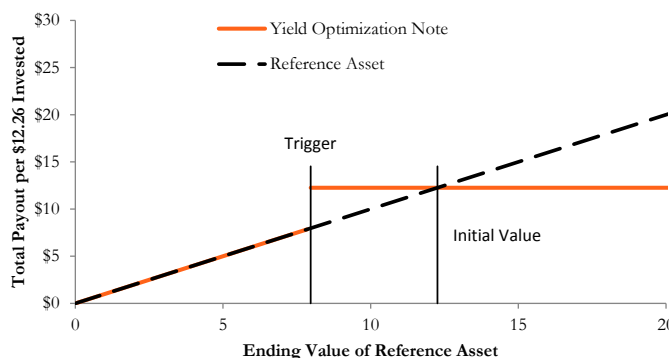 $30
$25
$20
$15
$10
$5
$0
Total Payout per $12.26 Invested
Yield Optimization Note
Reference Asset
Trigger
Initial Value
0
5
10
15
20
Ending Value of Reference Asset